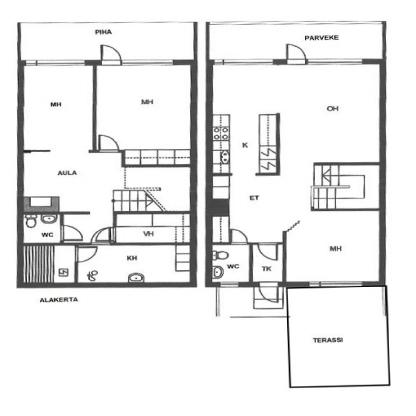 PIHA
MH
MH
AULA
WC
VH
KH
ALAKERTA
PARVEKE
OH
K
ET
MH
WC
TK
TERASSI